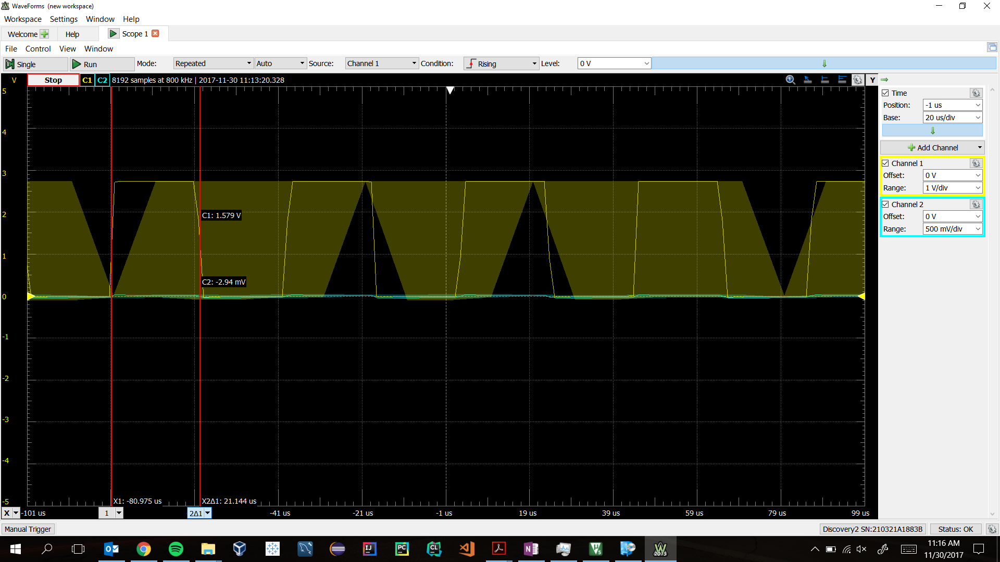 WaveForms (new workspace)
Workspace Settings Window Help
Welcome Help Scope 1
File Control View Window
Single Run Mode: Repeated Auto Source: Channel 1 Condition: Rising Level: 0 V
V Stop C1 C2 8192 samples at 800 kHz | 2017-11-30 11:13:20.328 Y
5
4
3
2
1
0
-1
-2
-3
-4
-5
C1: 1.579 V
C2: -2.94 mV
X1: -80.975 us X2Δ1: 21.144 us
X -101 us 1 2Δ1 -41 us -21 us -1 us 19 us 39 us 59 us 79 us 99 us
Time
Position: -1 us
Base: 20 us/div
Add Channel
Channel 1
Offset: 0 V
Range: 1 V/div
Channel 2
Offset: 0 V
Range: 500 mV/div
Manual Trigger Discovery2 SN:210321A1883B Status: OK
11:16 AM
11/30/2017